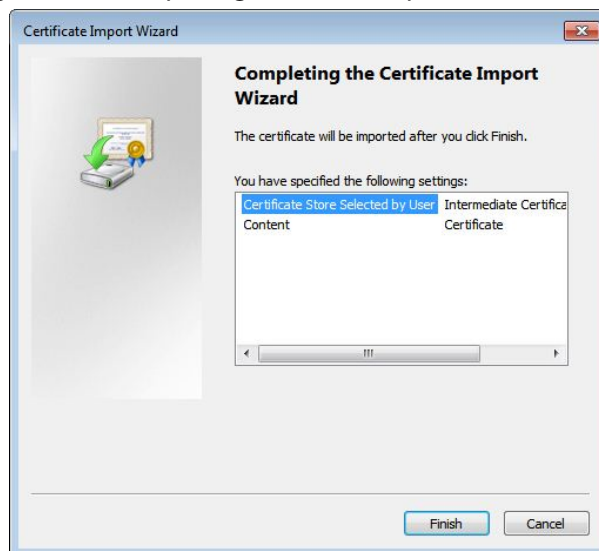 Certificate Import Wizard
Completing the Certificate Import
Wizard
The certificate will be imported after you click Finish.
You have specified the following settings:
Certificate Store Selected by User Intermediate Certifica
Content Certificate
Finish Cancel